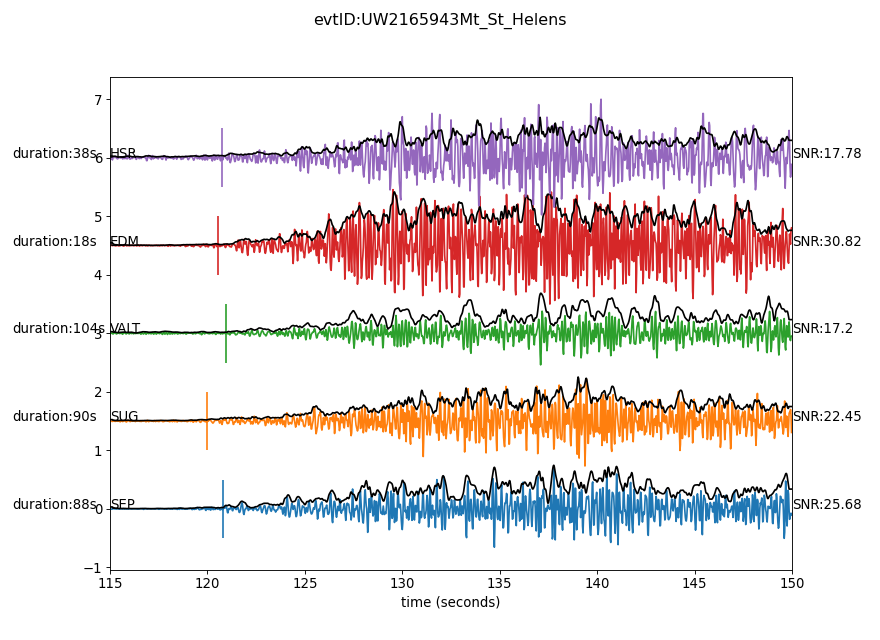 evtID:UW2165943Mt_St_Helens
7
duration:38s HSR SNR:17.78
6
5
duration:18s EDM SNR:30.82
4
duration:104s VALT SNR:17.2
3
2
duration:90s SUG SNR:22.45
1
duration:88s SEP SNR:25.68
0
−1
115 120 125 130 135 140 145 150
time (seconds)